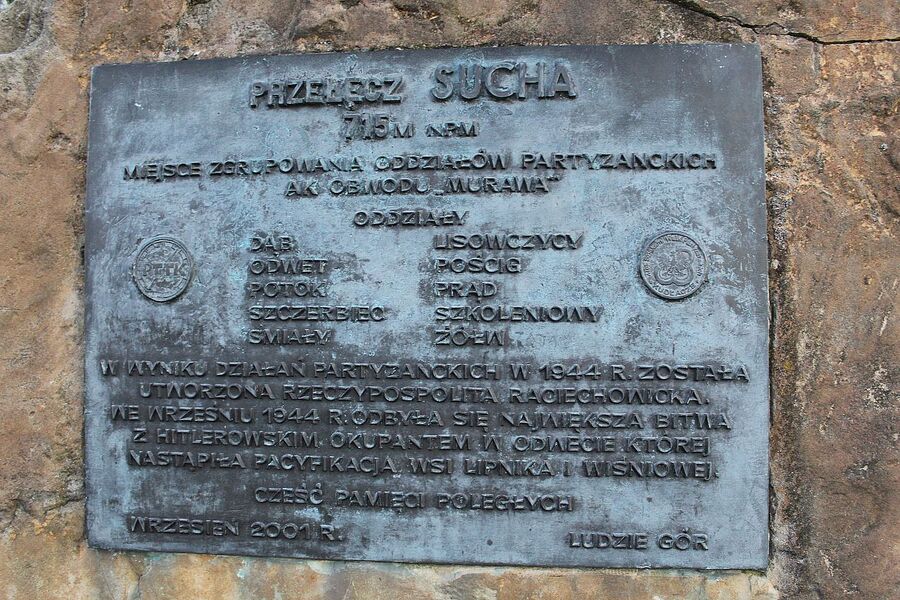 PRZEŁĘCZ SUCHA
715 M NPM
MIEJSCE ZGRUPOWANIA ODDZIAŁÓW PARTYZANCKICH
AK OBWODU „MURAWA"
ODDZIAŁY
DĄB LISOWCZYCY
ODWET POŚCIG
POTOK PRĄD
SZCZERBIEC SZKOLENIOWY
ŚMIAŁY ŻÓŁW
PTTK
W WYNIKU DZIAŁAŃ PARTYZANCKICH W 1944 R. ZOSTAŁA
UTWORZONA RZECZYPOSPOLITA RACIECHOWICKA.
WE WRZEŚNIU 1944 R. ODBYŁA SIĘ NAJWIĘKSZA BITWA
Z HITLEROWSKIM OKUPANTEM W ODWECIE KTÓREJ
NASTĄPIŁA PACYFIKACJA WSI LIPNIKA I WIŚNIOWEJ.
CZEŚĆ PAMIĘCI POLEGŁYCH
WRZESIEŃ 2001 R. LUDZIE GÓR